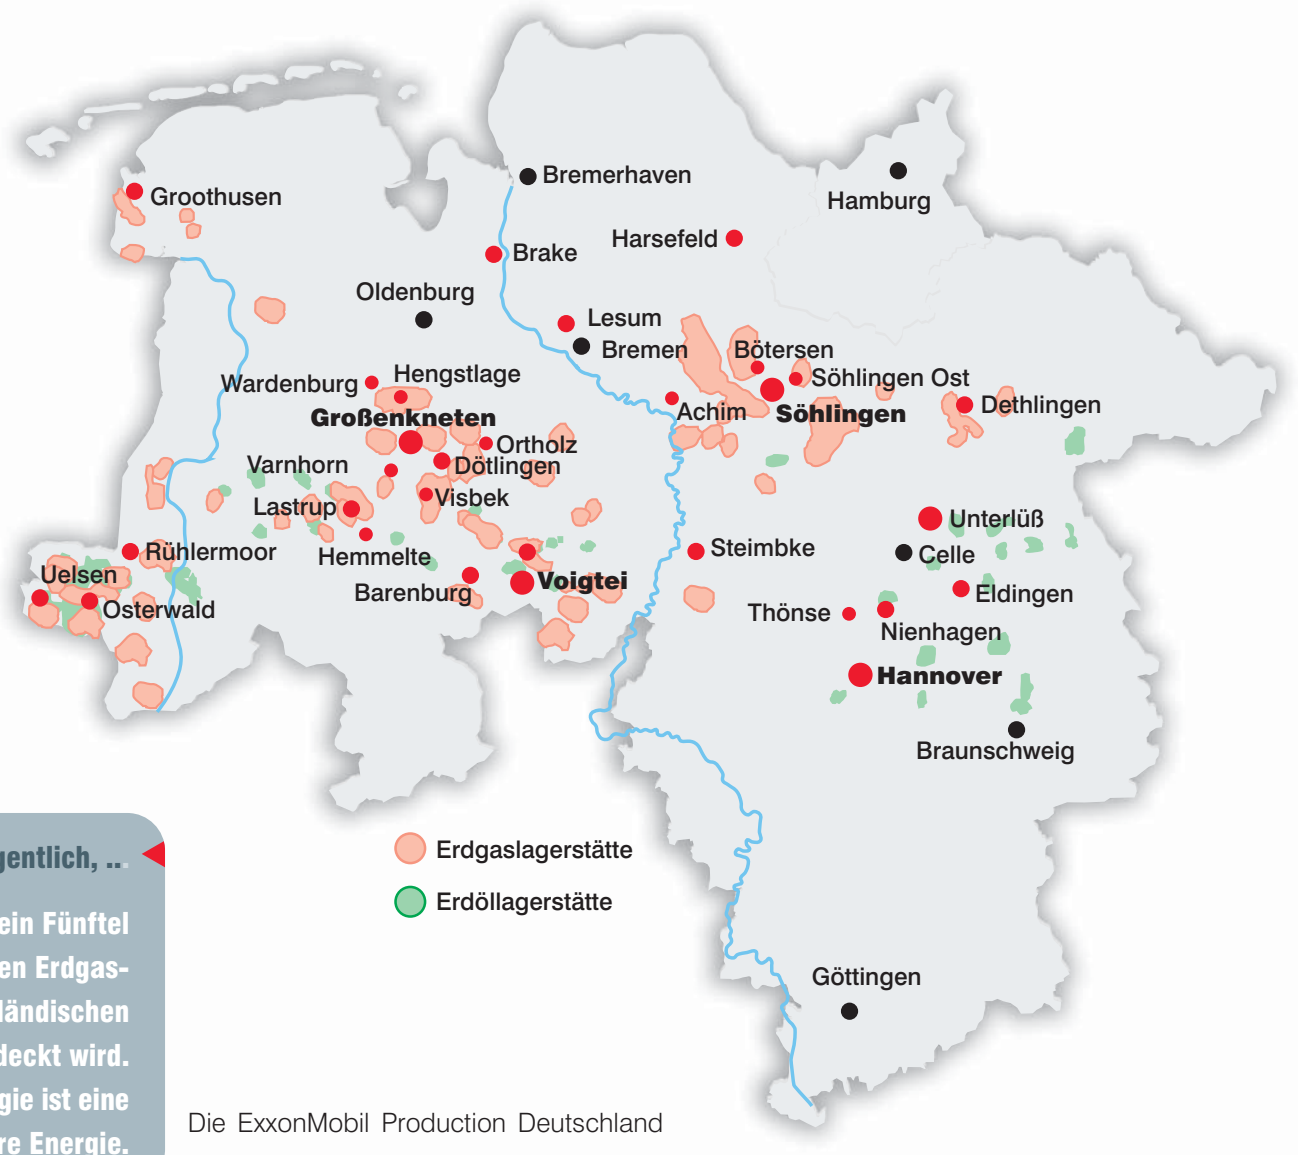 Bremerhaven
Hamburg
Groothusen
Harsefeld
Brake
Oldenburg
Lesum
Bremen
Bötersen
Wardenburg
Hengstlage
Söhlingen Ost
Großenkneten
Achim
Söhlingen
Dethlingen
Ortholz
Varnhorn
Dötlingen
Visbek
Lastrup
Unterlüß
Rühlermoor
Hemmelte
Steimbke
Celle
Uelsen
Barenburg
Voigtei
Eldingen
Osterwald
Thönse
Nienhagen
Hannover
Braunschweig
Erdgaslagerstätte
Erdöllagerstätte
Göttingen
gentlich, ...
ein Fünftel
en Erdgas-
ländischen
deckt wird.
gie ist eine
re Energie.
Die ExxonMobil Production Deutschland